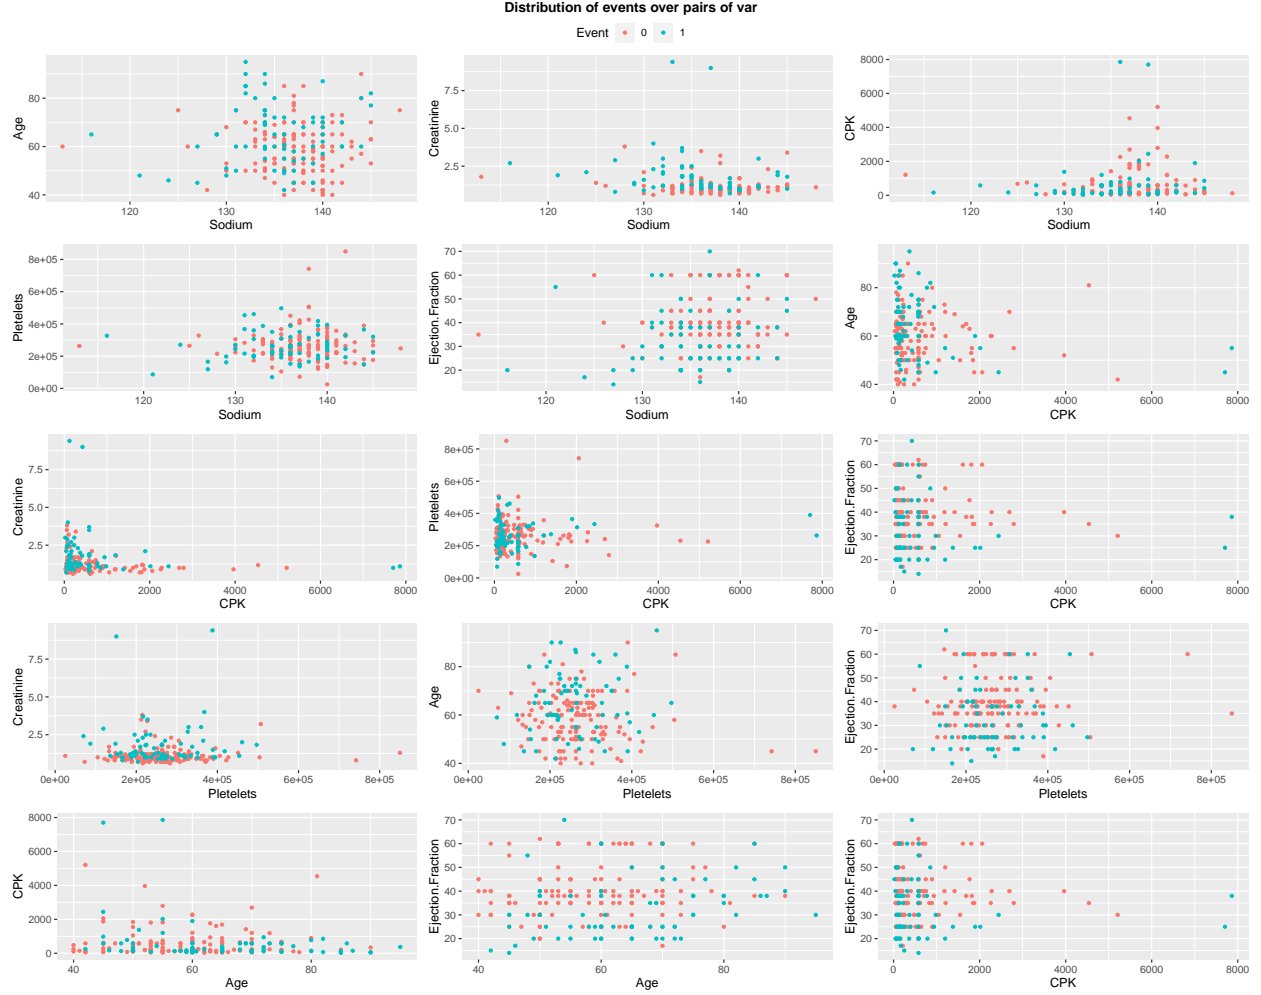 Distribution of events over pairs of var
Event 0 1
80
60
40
Age
120 130 140
Sodium
7.5
5.0
2.5
Creatinine
120 130 140
Sodium
8000
6000
4000
2000
0
CPK
120 130 140
Sodium
8e+05
6e+05
4e+05
2e+05
0e+00
Pletelets
120 130 140
Sodium
70
60
50
40
30
20
Ejection.Fraction
120 130 140
Sodium
80
60
40
Age
0 2000 4000 6000 8000
CPK
7.5
5.0
2.5
Creatinine
0 2000 4000 6000 8000
CPK
8e+05
6e+05
4e+05
2e+05
0e+00
Pletelets
0 2000 4000 6000 8000
CPK
70
60
50
40
30
20
Ejection.Fraction
0 2000 4000 6000 8000
CPK
7.5
5.0
2.5
Creatinine
0e+00 2e+05 4e+05 6e+05 8e+05
Pletelets
80
60
40
Age
0e+00 2e+05 4e+05 6e+05 8e+05
Pletelets
70
60
50
40
30
20
Ejection.Fraction
0e+00 2e+05 4e+05 6e+05 8e+05
Pletelets
8000
6000
4000
2000
0
CPK
40 60 80
Age
70
60
50
40
30
20
Ejection.Fraction
40 60 80
Age
70
60
50
40
30
20
Ejection.Fraction
0 2000 4000 6000 8000
CPK